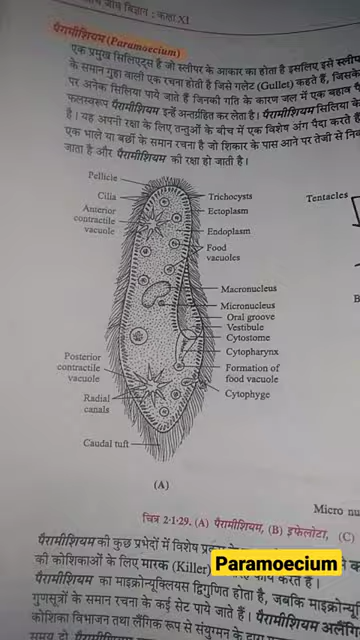 जीव विज्ञान : कक्षा XI
पैरामीशियम (Paramoecium)
एक प्रमुख सिलिएट्स है जो स्लीपर के आकार का होता है इसलिए इसे स्लीपर
के समान गुहा वाली एक रचना होती है जिसे गलेट (Gullet) कहते हैं, जिसके
पर अनेक सिलिया पाये जाते हैं जिनकी गति के कारण जल में एक बहाव
फलस्वरूप पैरामीशियम इन्हें अन्तर्ग्रहित कर लेता है। पैरामीशियम सिलिया के
है। यह अपनी रक्षा के लिए तन्तुओं के बीच में एक विशेष अंग पैदा करते हैं
एक भाले या बर्छी के समान रचना है जो शिकार के पास आने पर तेजी से
जाता है और पैरामीशियम की रक्षा हो जाती है।
Pellicle
Cilia
Anterior
contractile
vacuole
Trichocysts
Ectoplasm
Endoplasm
Food
vacuoles
Macronucleus
Micronucleus
Oral groove
Vestibule
Cytostome
Cytopharynx
Formation of
food vacuole
Cytophyge
Posterior
contractile
vacuole
Radial
canals
Caudal tuft
Tentacles
(A)
Micro nu
चित्र 2·1·29. (A) पैरामीशियम, (B) इफेलोटा, (C)
पैरामीशियम की कुछ प्रभेदों में विशेष
की कोशिकाओं के लिए मारक (Killer) कार्य करते हैं।
Paramoecium
पैरामीशियम का माइक्रोन्यूक्लियस द्विगुणित होता है, जबकि माइक्रोन्यू
गुणसूत्रों के समान रचना के कई सेट पाये जाते हैं। पैरामीशियम
कोशिका विभाजन तथा लैंगिक रूप से संयुग्मन के द्वारा